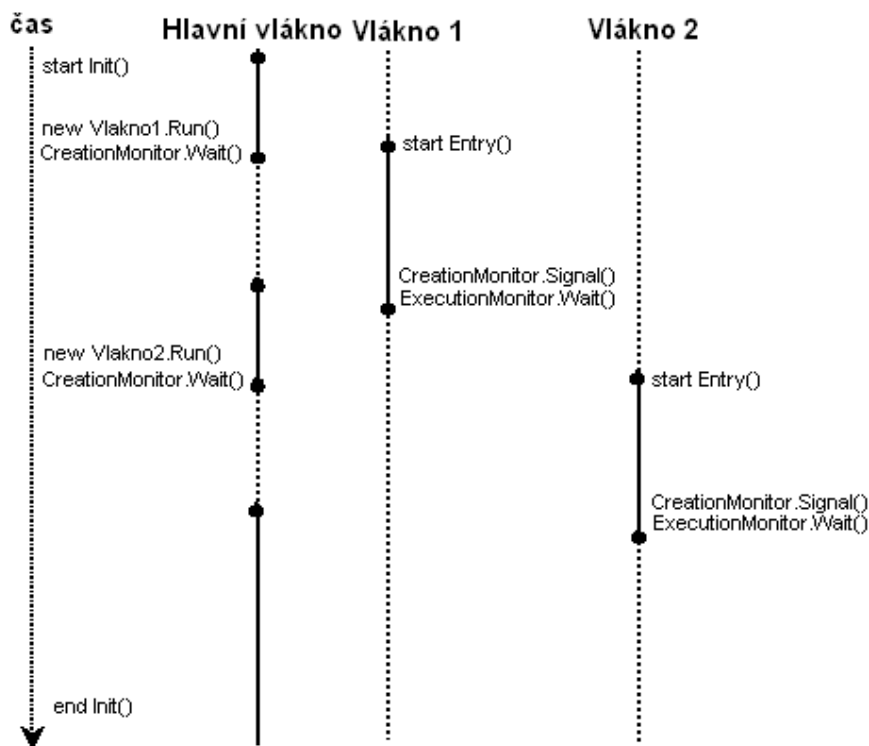 čas
Hlavní vlákno
Vlákno 1
Vlákno 2
start Init()
new Vlakno1.Run()
CreationMonitor.Wait()
start Entry()
CreationMonitor.Signal()
ExecutionMonitor.Wait()
new Vlakno2.Run()
CreationMonitor.Wait()
start Entry()
CreationMonitor.Signal()
ExecutionMonitor.Wait()
end Init()